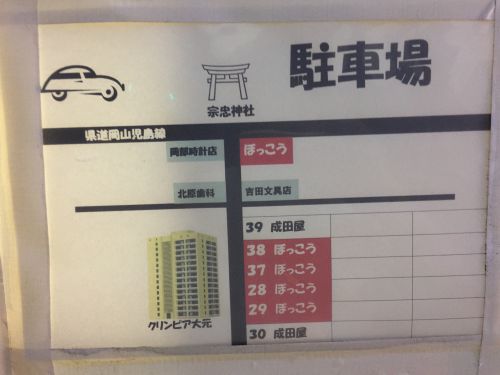 駐車場
宗忠神社
県道岡山児島線
岡部時計店
ぼっこう
北原歯科
吉田文具店
39 成田屋
38 ぼっこう
37 ぼっこう
28 ぼっこう
29 ぼっこう
30 成田屋
クリンピア大元